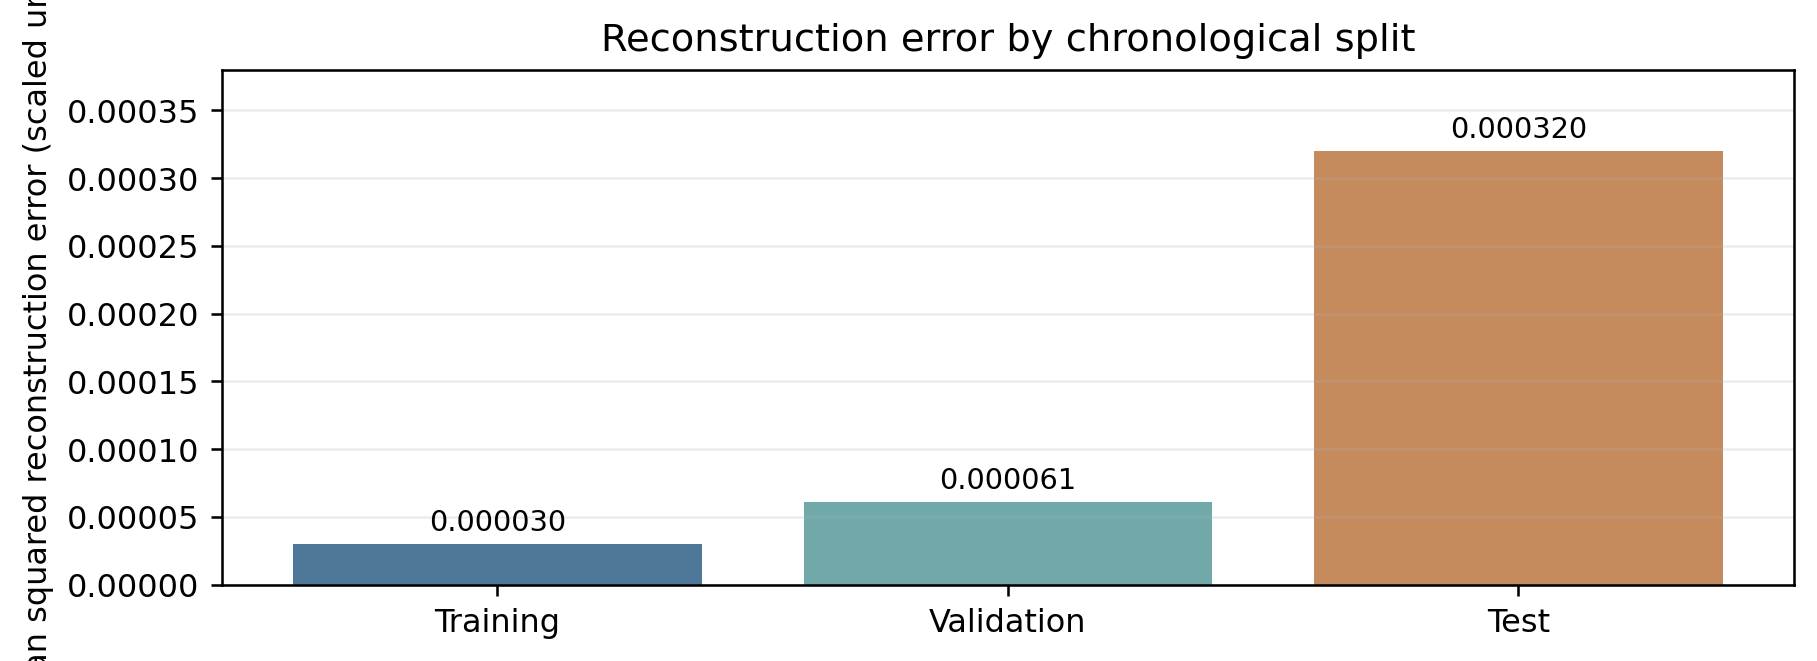 Reconstruction error by chronological split
squared reconstruction error (scaled
0.00035
0.00030
0.00025
0.00020
0.00015
0.00010
0.00005
0.00000
0.000030
0.000061
0.000320
Training
Validation
Test